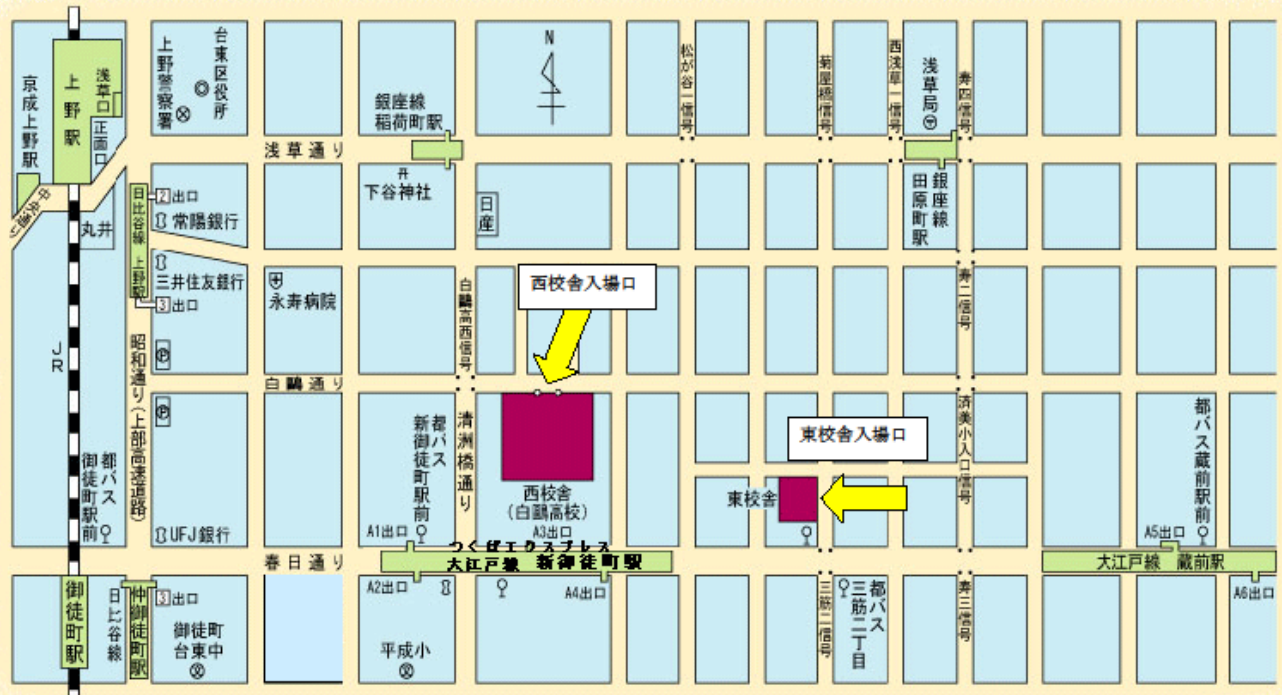 京成上野駅
上野駅
浅草口
正面口
上野警察署
台東区役所
銀座線
稲荷町駅
N
松が谷一信号
菊屋橋信号
西浅草一信号
浅草局
寿四信号
浅草通り
中央通り
丸井
日比谷線 上野駅
2出口
常陽銀行
三井住友銀行
3出口
下谷神社
日産
銀座線
田原町駅
永寿病院
白鷗高西信号
西校舎入場口
寿二信号
JR
昭和通り(上部高速道路)
白鷗通り
都バス
御徒町駅前
UFJ銀行
都バス
新御徒町駅前
清洲橋通り
西校舎
(白鷗高校)
東校舎入場口
東校舎
済美小入口信号
都バス蔵前駅前
A1出口
A3出口
A5出口
春日通り
つくばエクスプレス
大江戸線 新御徒町駅
大江戸線 蔵前駅
御徒町駅
日比谷線
仲御徒町駅
3出口
御徒町
台東中
A2出口
A4出口
平成小
三筋二信号
都バス
三筋二丁目
寿三信号
A6出口